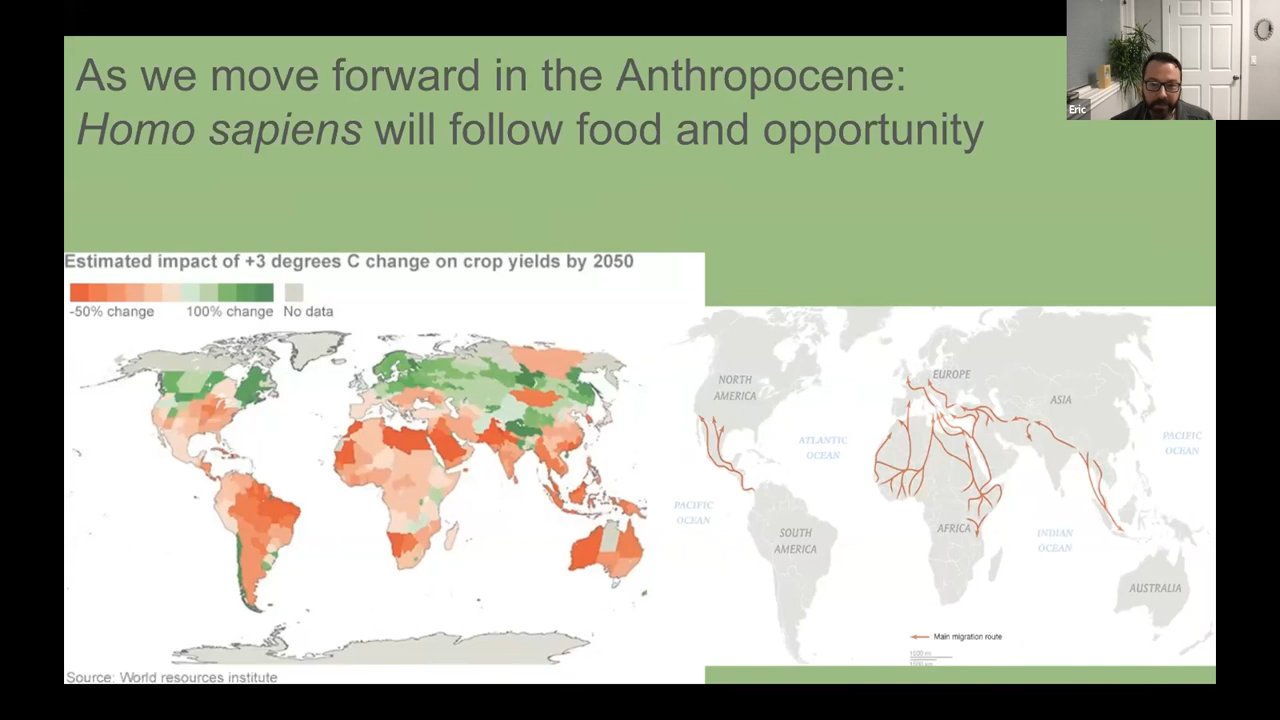 As we move forward in the Anthropocene:
Homo sapiens will follow food and opportunity
Eric
Estimated impact of +3 degrees C change on crop yields by 2050
-50% change 100% change No data
Source: World resources institute
NORTH
AMERICA
EUROPE
ASIA
ATLANTIC
OCEAN
PACIFIC
OCEAN
PACIFIC
OCEAN
SOUTH
AMERICA
AFRICA
INDIAN
OCEAN
AUSTRALIA
Main migration route